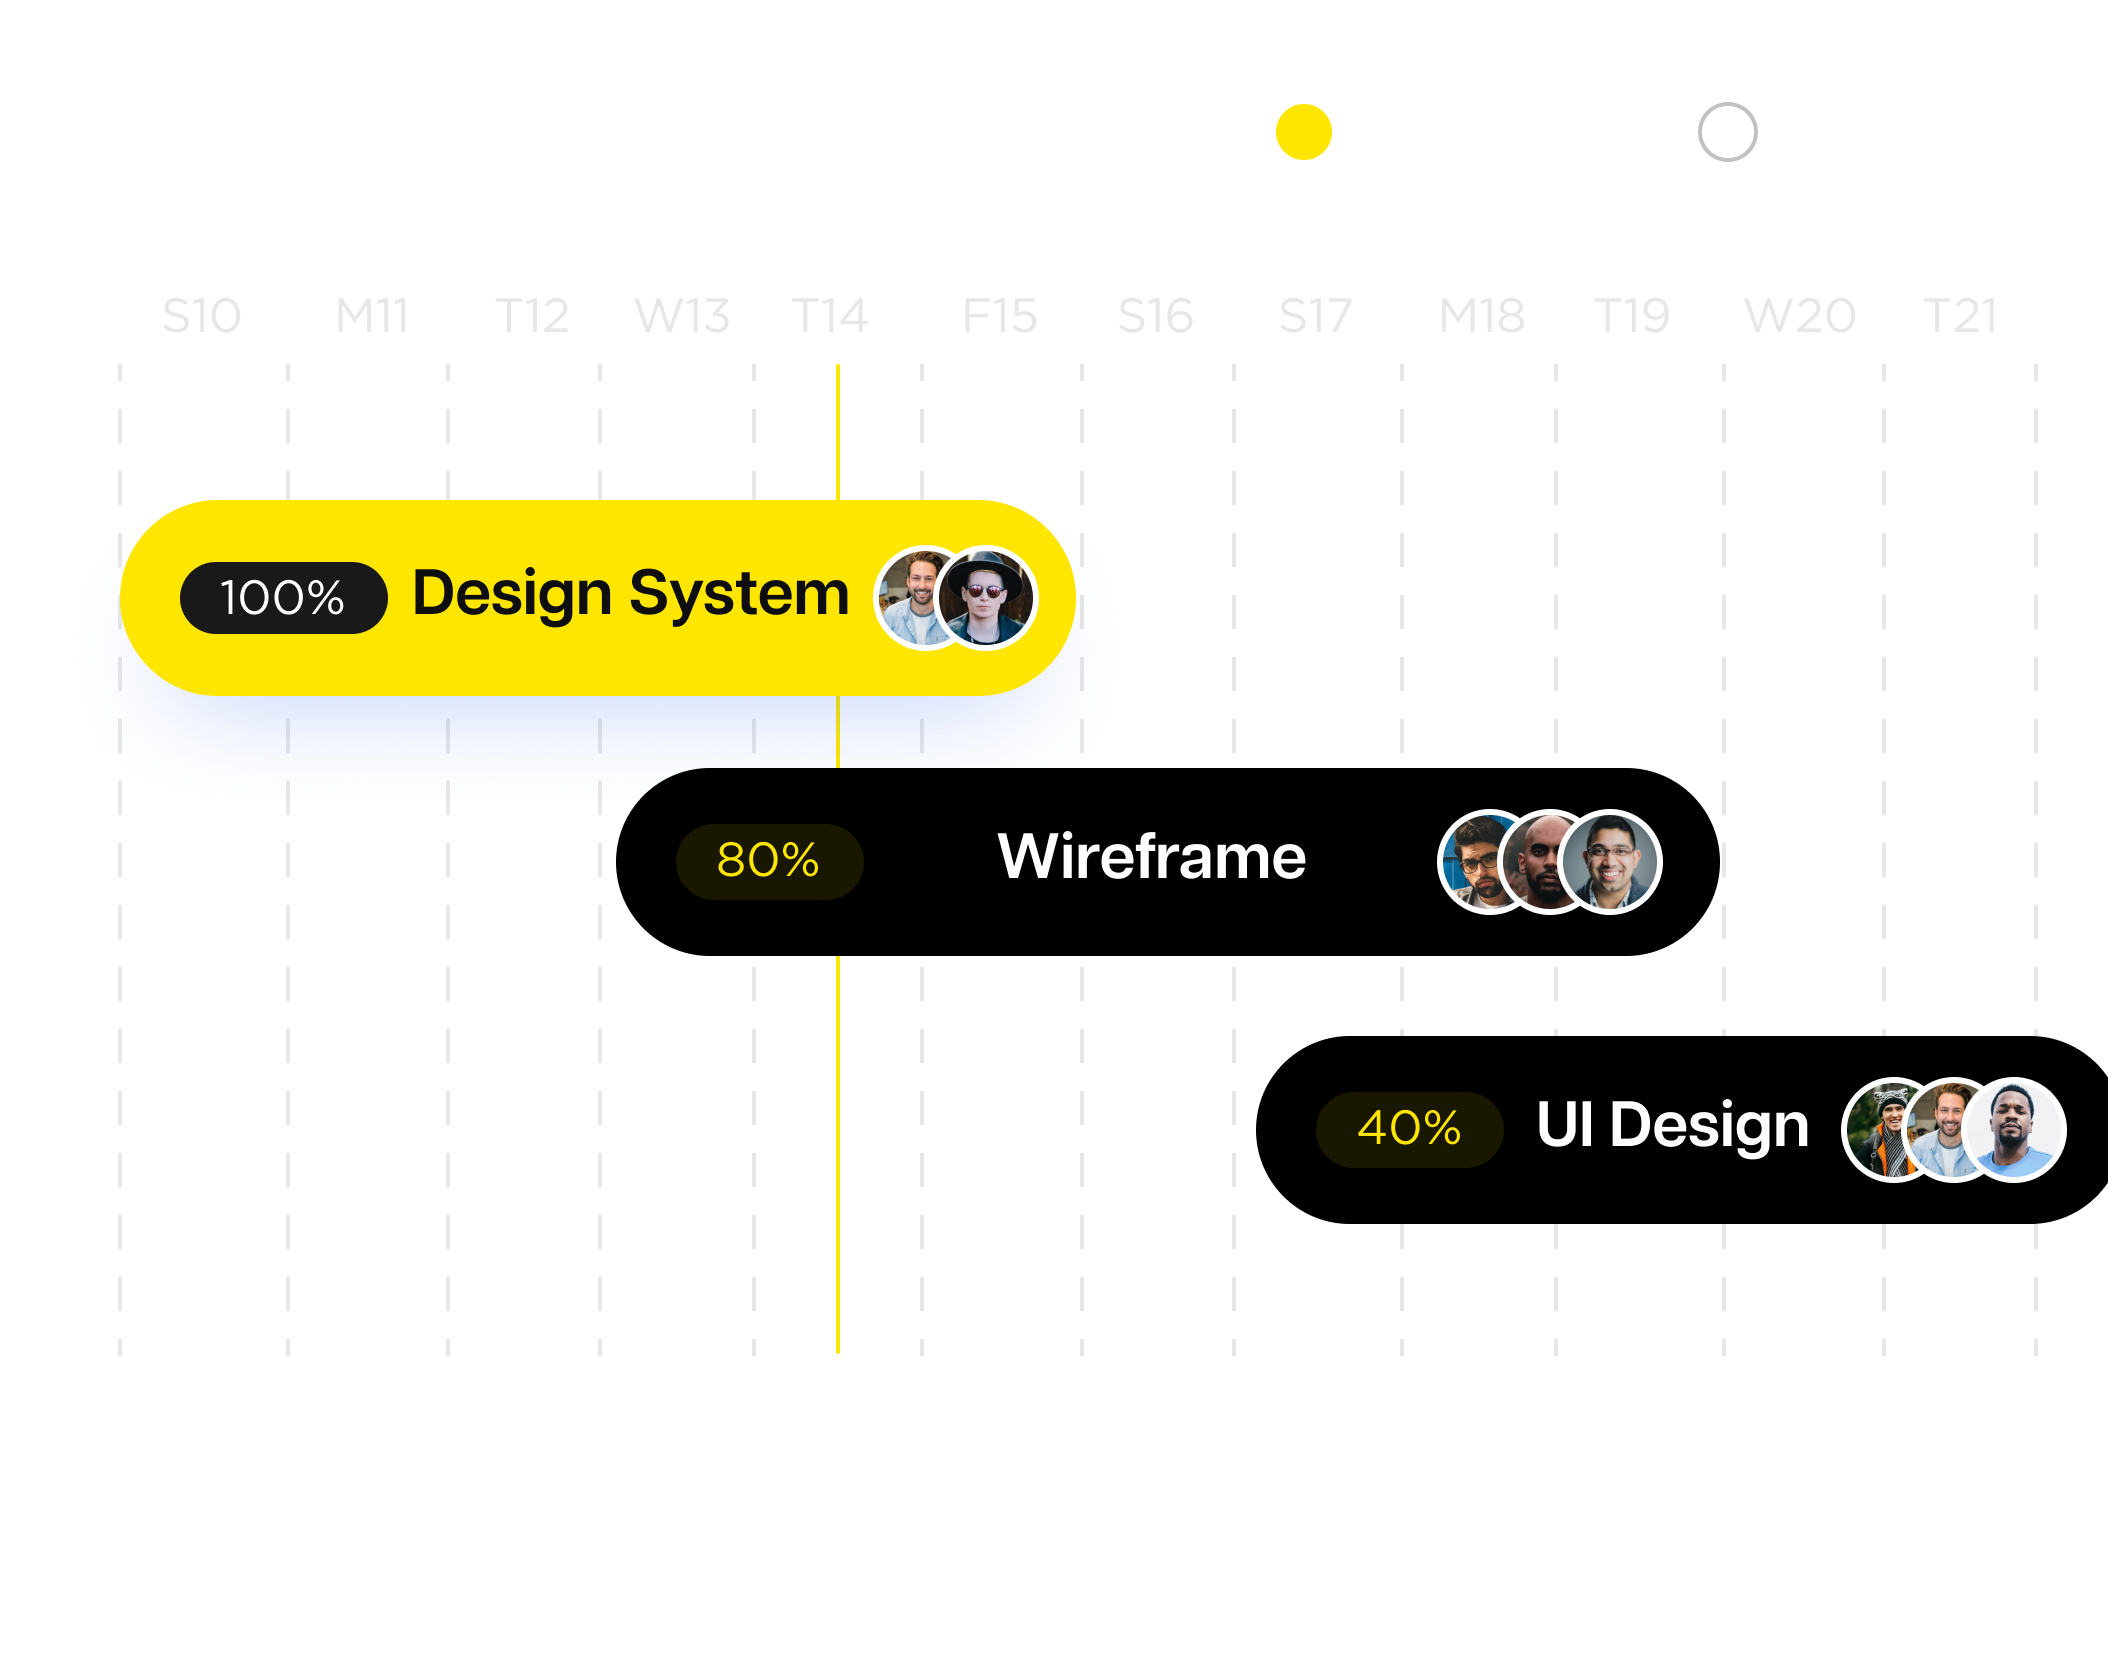 S10 M11 T12 W13 T14 F15 S16 S17 M18 T19 W20 T21
100% Design System
80% Wireframe
40% UI Design